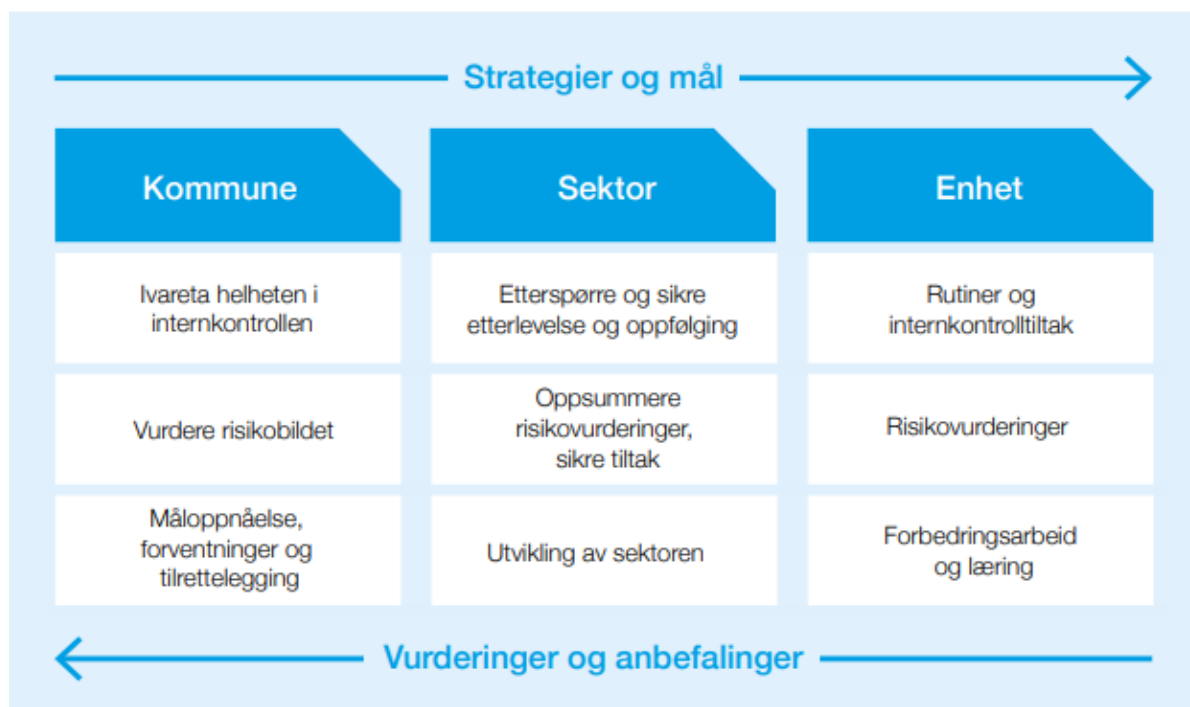 Strategier og mål
Kommune
Sektor
Enhet
Ivareta helheten i
internkontrollen
Etterspørre og sikre
etterlevelse og oppfølging
Rutiner og
internkontrolltiltak
Vurdere risikobildet
Oppsummere
risikovurderinger,
sikre tiltak
Risikovurderinger
Måloppnåelse,
forventninger og
tilrettelegging
Utvikling av sektoren
Forbedringsarbeid
og læring
Vurderinger og anbefalinger